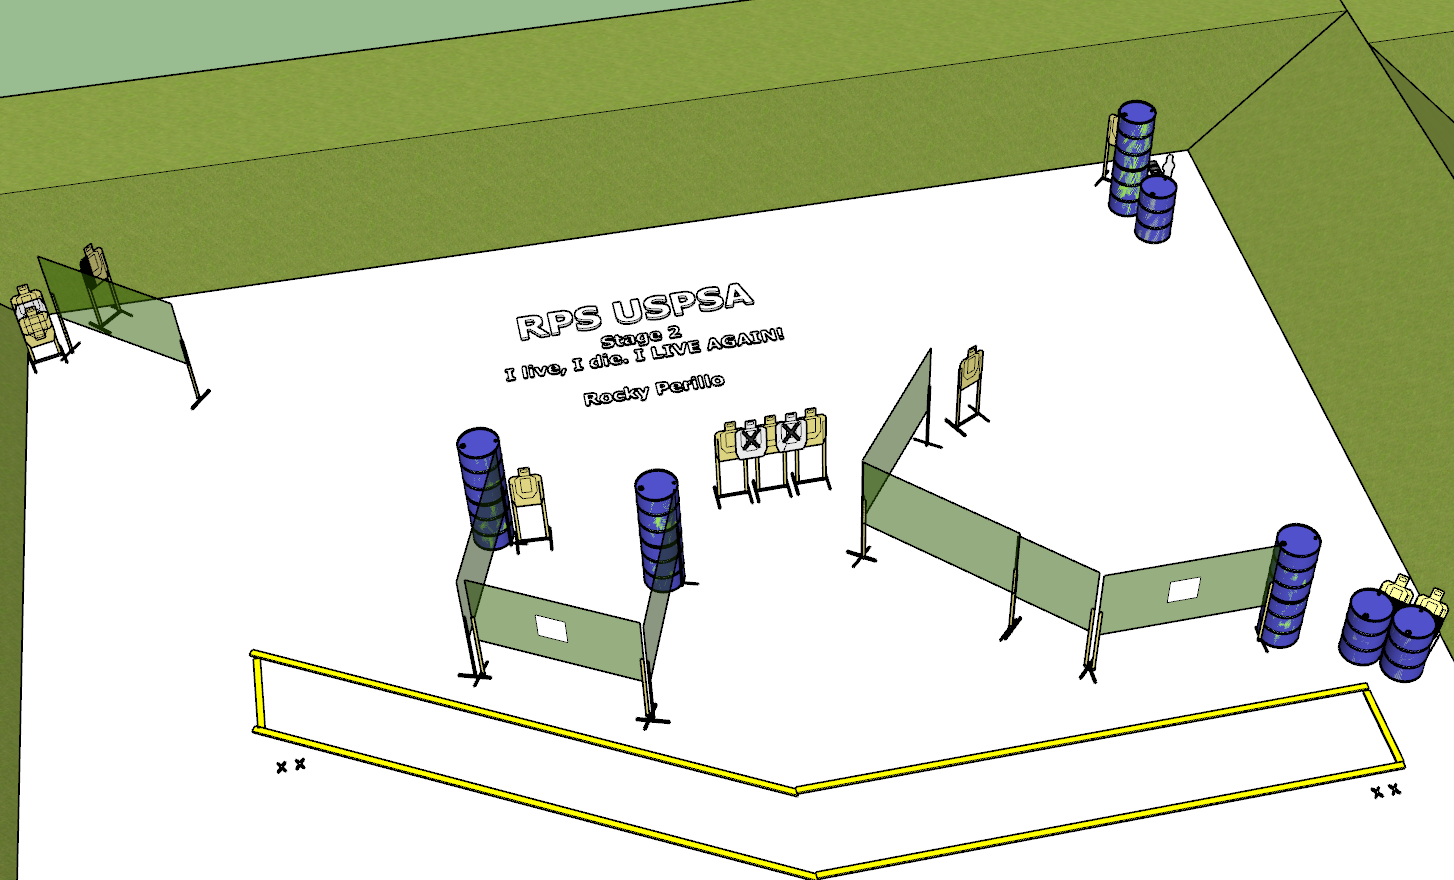 RPS USPSA
Stage 2
I live, I die. I LIVE AGAIN!
Rocky Perillo